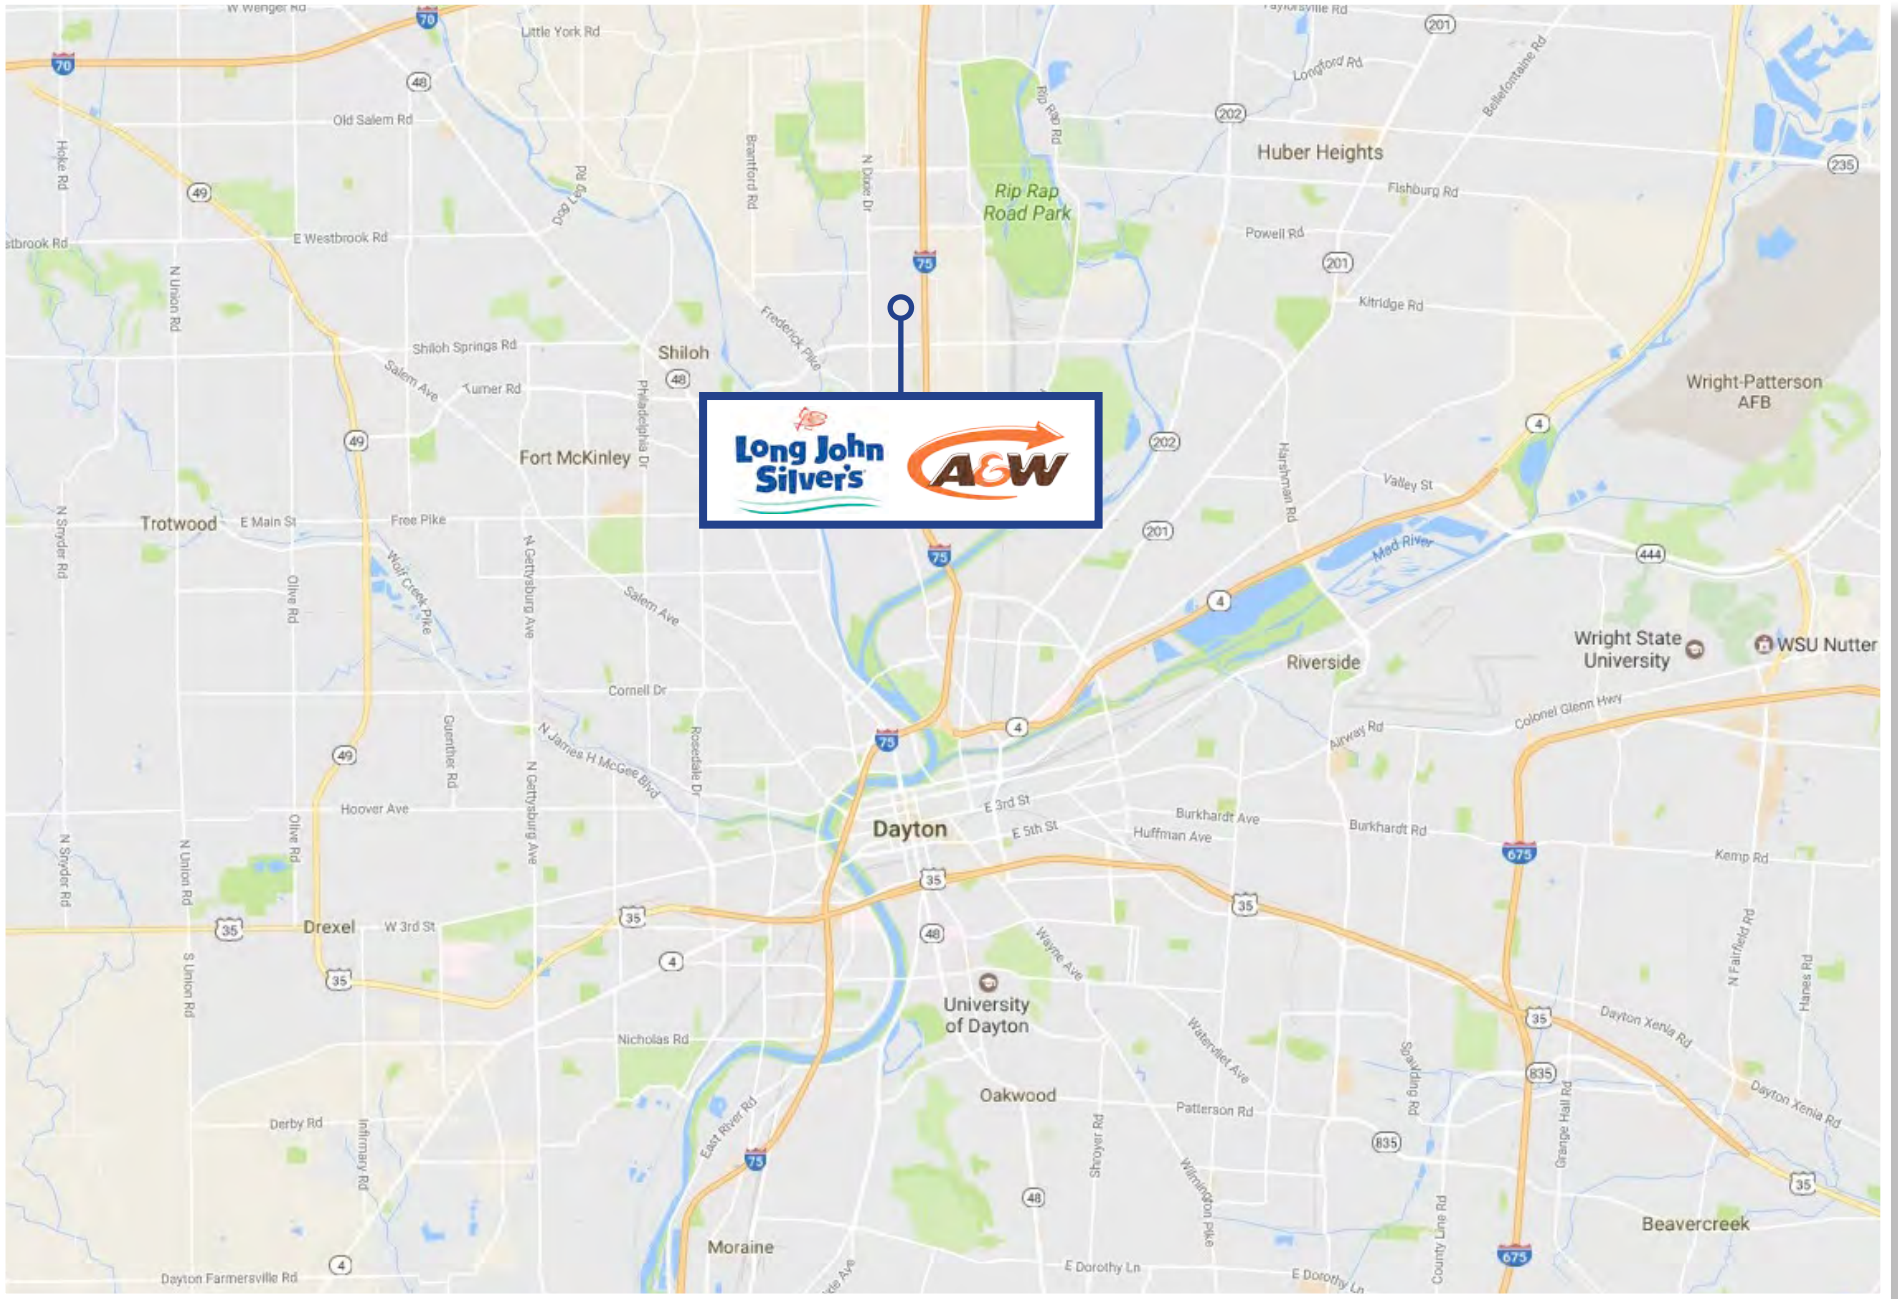 W Wenger Rd
70
Little York Rd
Taylorsville Rd
201
70
48
Longford Rd
Bellefontaine Rd
Old Salem Rd
Rip Rap Rd
202
Hoke Rd
Brantford Rd
N Dixie Dr
Huber Heights
235
49
Dog Leg Rd
Rip Rap
Road Park
Fishburg Rd
E Westbrook Rd
stbrook Rd
Powell Rd
75
201
N Union Rd
Kitridge Rd
Frederick Pike
Shiloh Springs Rd
Shiloh
48
Salem Ave
Turner Rd
Philadelphia Dr
Wright-Patterson
AFB
49
4
202
Fort McKinley
Long John
Silver's
A&W
Harshman Rd
Valley St
N Snyder Rd
Trotwood
E Main St
Free Pike
N Gettysburg Ave
201
Mad River
75
444
Wolf Creek Pike
Olive Rd
Salem Ave
4
Wright State
University
WSU Nutter
Riverside
Cornell Dr
Colonel Glenn Hwy
Guenther Rd
N James H McGee Blvd
Rosedale Dr
75
4
Airway Rd
49
N Gettysburg Ave
Hoover Ave
E 3rd St
Dayton
E 5th St
Burkhardt Ave
Huffman Ave
Burkhardt Rd
N Snyder Rd
N Union Rd
Olive Rd
675
Kemp Rd
35
35
35
35
Drexel
W 3rd St
48
Wayne Ave
N Fairfield Rd
Hanes Rd
S Union Rd
4
35
University
of Dayton
35
Dayton Xenia Rd
Nicholas Rd
Watervliet Ave
Spaulding Rd
835
Oakwood
Dayton Xenia Rd
Patterson Rd
Derby Rd
Infirmary Rd
East River Rd
Shroyer Rd
835
Grange Hall Rd
75
Wilmington Pike
48
35
County Line Rd
Beavercreek
Moraine
675
4
Dayton Farmersville Rd
E Dorothy Ln
E Dorothy Ln